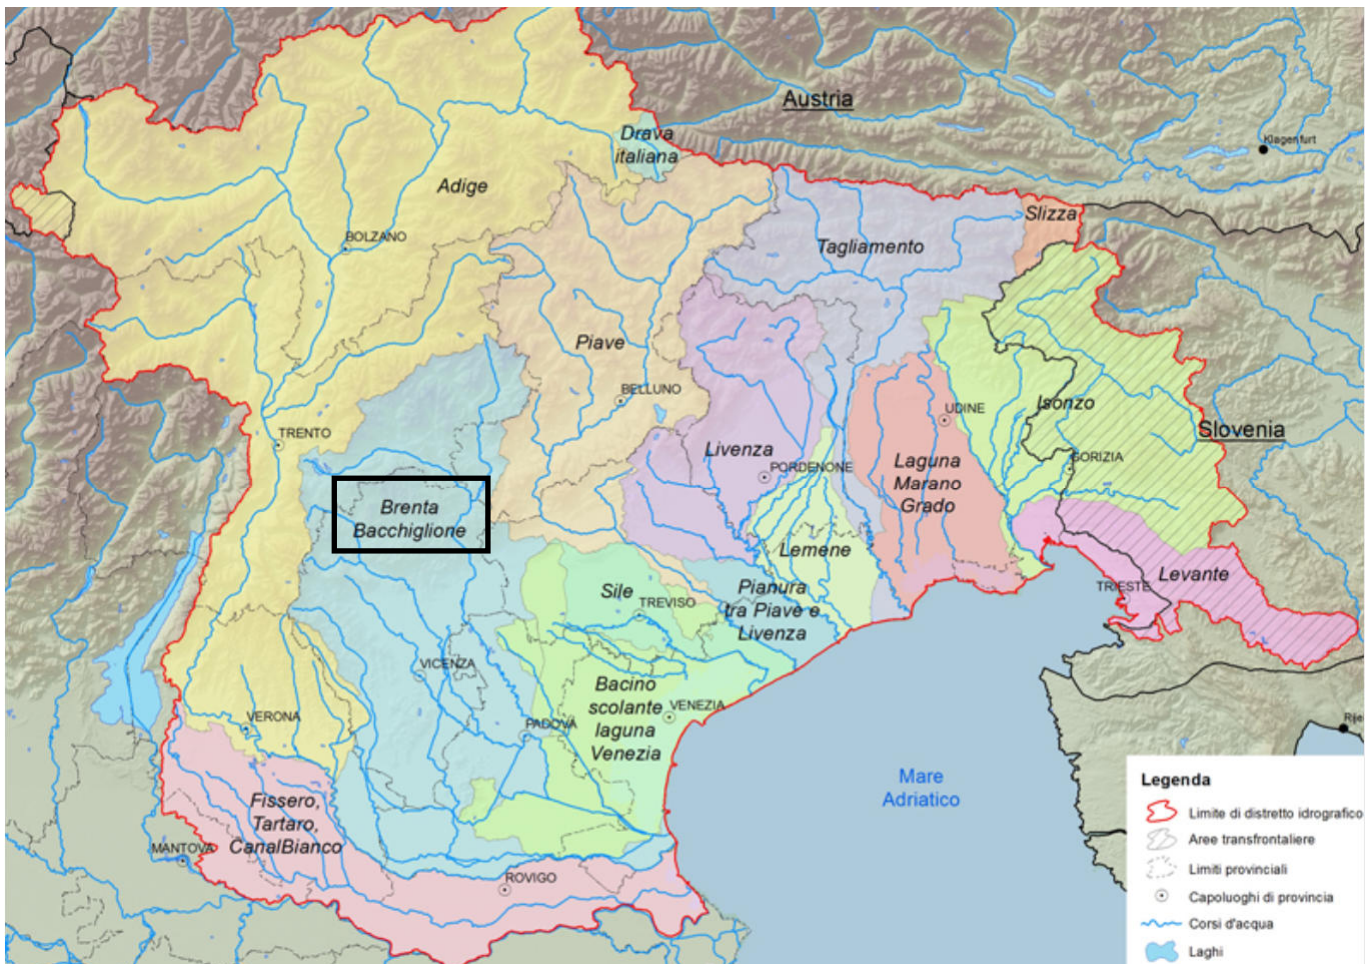 Austria
Klagenfurt
Drava
italiana
Adige
Slizza
BOLZANO
Tagliamento
Piave
BELLUNO
Isonzo
UDINE
Slovenia
TRENTO
Livenza
PORDENONE
GORIZIA
Laguna
Marano
Grado
Brenta
Bacchiglione
Lemene
Levante
TRIESTE
Sile
TREVISO
Pianura
tra Piave e
Livenza
VICENZA
Bacino
scolante
laguna
Venezia
VENEZIA
VERONA
PADOVA
Rije
Mare
Adriatico
Fissero,
Tartaro,
CanalBianco
MANTOVA
ROVIGO
Legenda
Limite di distretto idrografico
Aree transfrontaliere
Limiti provinciali
Capoluoghi di provincia
Corsi d'acqua
Laghi